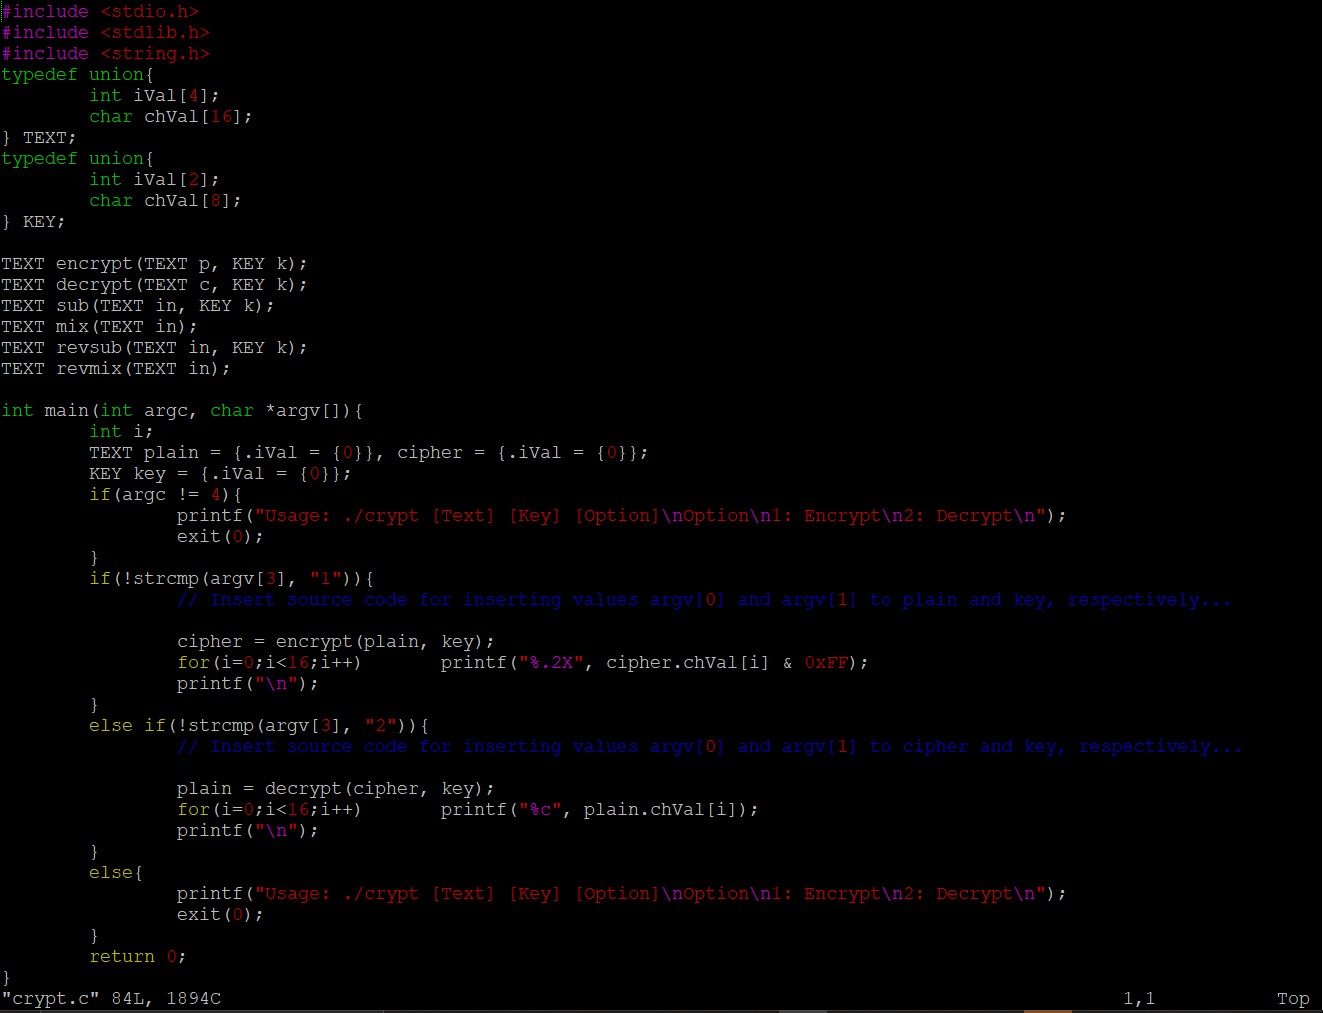 #include <stdio.h>
#include <stdlib.h>
#include <string.h>
typedef union{
        int iVal[4];
        char chVal[16];
} TEXT;
typedef union{
        int iVal[2];
        char chVal[8];
} KEY;

TEXT encrypt(TEXT p, KEY k);
TEXT decrypt(TEXT c, KEY k);
TEXT sub(TEXT in, KEY k);
TEXT mix(TEXT in);
TEXT revsub(TEXT in, KEY k);
TEXT revmix(TEXT in);

int main(int argc, char *argv[]){
        int i;
        TEXT plain = {.iVal = {0}}, cipher = {.iVal = {0}};
        KEY key = {.iVal = {0}};
        if(argc != 4){
                printf("Usage: ./crypt [Text] [Key] [Option]\nOption\n1: Encrypt\n2: Decrypt\n");
                exit(0);
        }
        if(!strcmp(argv[3], "1")){
                // Insert source code for inserting values argv[0] and argv[1] to plain and key, respectively...

                cipher = encrypt(plain, key);
                for(i=0;i<16;i++)       printf("%.2X", cipher.chVal[i] & 0xFF);
                printf("\n");
        }
        else if(!strcmp(argv[3], "2")){
                // Insert source code for inserting values argv[0] and argv[1] to cipher and key, respectively...

                plain = decrypt(cipher, key);
                for(i=0;i<16;i++)       printf("%c", plain.chVal[i]);
                printf("\n");
        }
        else{
                printf("Usage: ./crypt [Text] [Key] [Option]\nOption\n1: Encrypt\n2: Decrypt\n");
                exit(0);
        }
        return 0;
}
"crypt.c" 84L, 1894C 1,1 Top